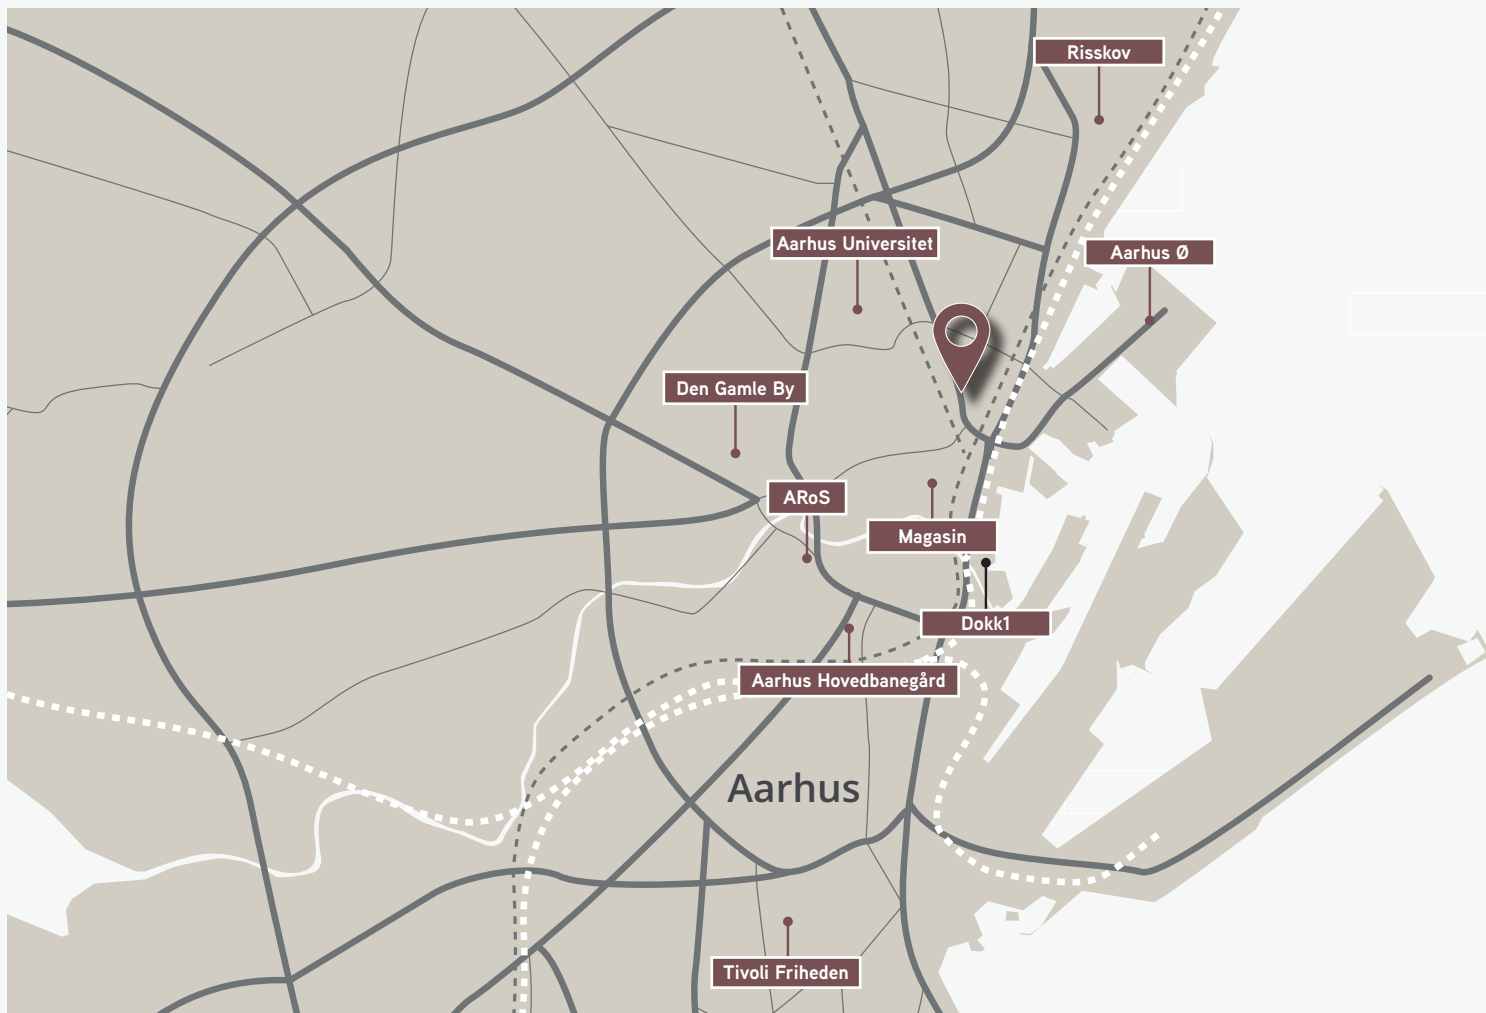 Risskov
Aarhus Universitet
Aarhus Ø
Den Gamle By
ARoS
Magasin
Dokk1
Aarhus Hovedbanegård
Aarhus
Tivoli Friheden